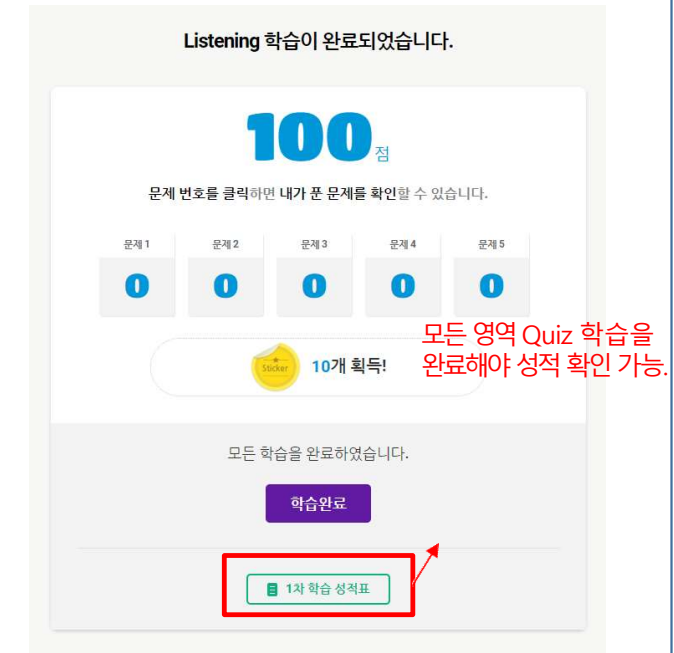 Listening 학습이 완료되었습니다.
100점
문제 번호를 클릭하면 내가 푼 문제를 확인할 수 있습니다.
문제 1 문제 2 문제 3 문제 4 문제 5
O O O O O
모든 영역 Quiz 학습을
완료해야 성적 확인 가능.
Sticker 10개 획득!
모든 학습을 완료하였습니다.
학습완료
1차 학습 성적표